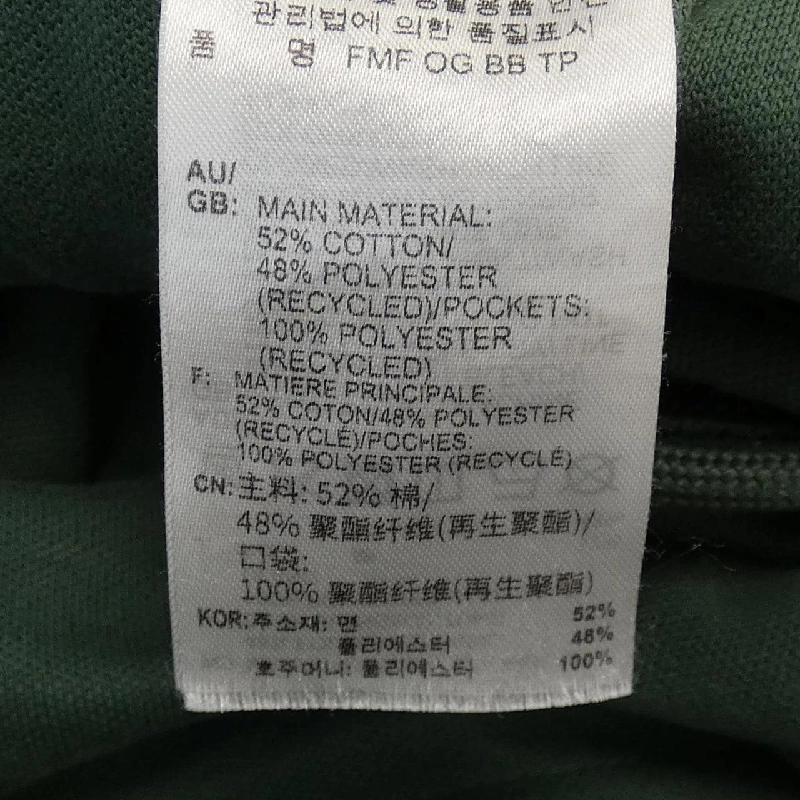 관리법에 의한 품질표시
품 명 FMF OG BB TP
AU/
GB: MAIN MATERIAL:
52% COTTON/
48% POLYESTER
(RECYCLED)/POCKETS:
100% POLYESTER
(RECYCLED)
F: MATIERE PRINCIPALE:
52% COTON/48% POLYESTER
(RECYCLÉ)/POCHES:
100% POLYESTER (RECYCLÉ)
CN: 主料: 52% 棉/
48% 聚酯纤维(再生聚酯)/
口袋:
100% 聚酯纤维(再生聚酯)
KOR: 주소재: 면 52%
폴리에스터 48%
호주머니: 폴리에스터 100%